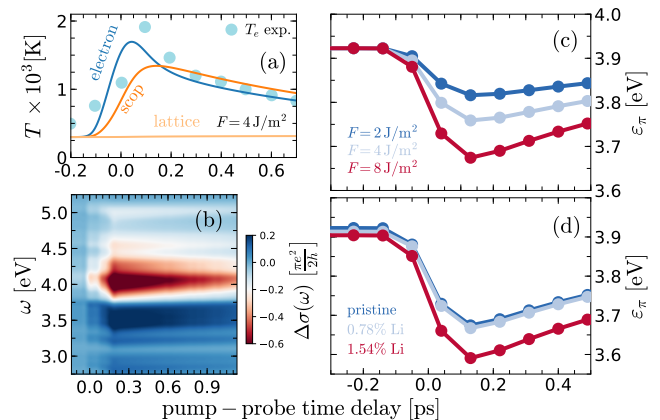 T × 10³ [K]
2
1
0
electron
scop
lattice
T_e exp.
(a)
F = 4 J/m²
-0.2 0.0 0.2 0.4 0.6
(b)
ω [eV]
5.0
4.5
4.0
3.5
3.0
0.0 0.3 0.6 0.9
0.2
0.0
−0.2
−0.4
−0.6
Δσ(ω) [πe²/2h]
(c)
F = 2 J/m²
F = 4 J/m²
F = 8 J/m²
4.0
3.9
3.8
3.7
3.6
ε_π [eV]
(d)
pristine
0.78% Li
1.54% Li
3.9
3.8
3.7
3.6
ε_π [eV]
-0.2 0.0 0.2 0.4
pump − probe time delay [ps]